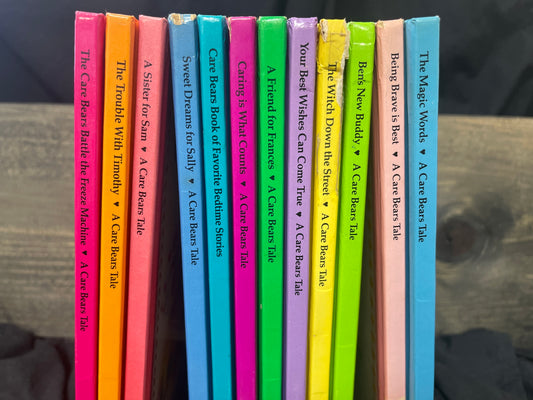 The Care Bears Battle the Freeze Machine ♥ A Care Bears Tale
The Trouble With Timothy ♥ A Care Bears Tale
A Sister for Sam ♥ A Care Bears Tale
Sweet Dreams for Sally ♥ A Care Bears Tale
Care Bears Book of Favorite Bedtime Stories
Caring is What Counts ♥ A Care Bears Tale
A Friend for Frances ♥ A Care Bears Tale
Your Best Wishes Can Come True ♥ A Care Bears Tale
The Witch Down the Street ♥ A Care Bears Tale
Ben's New Buddy ♥ A Care Bears Tale
Being Brave is Best ♥ A Care Bears Tale
The Magic Words ♥ A Care Bears Tale